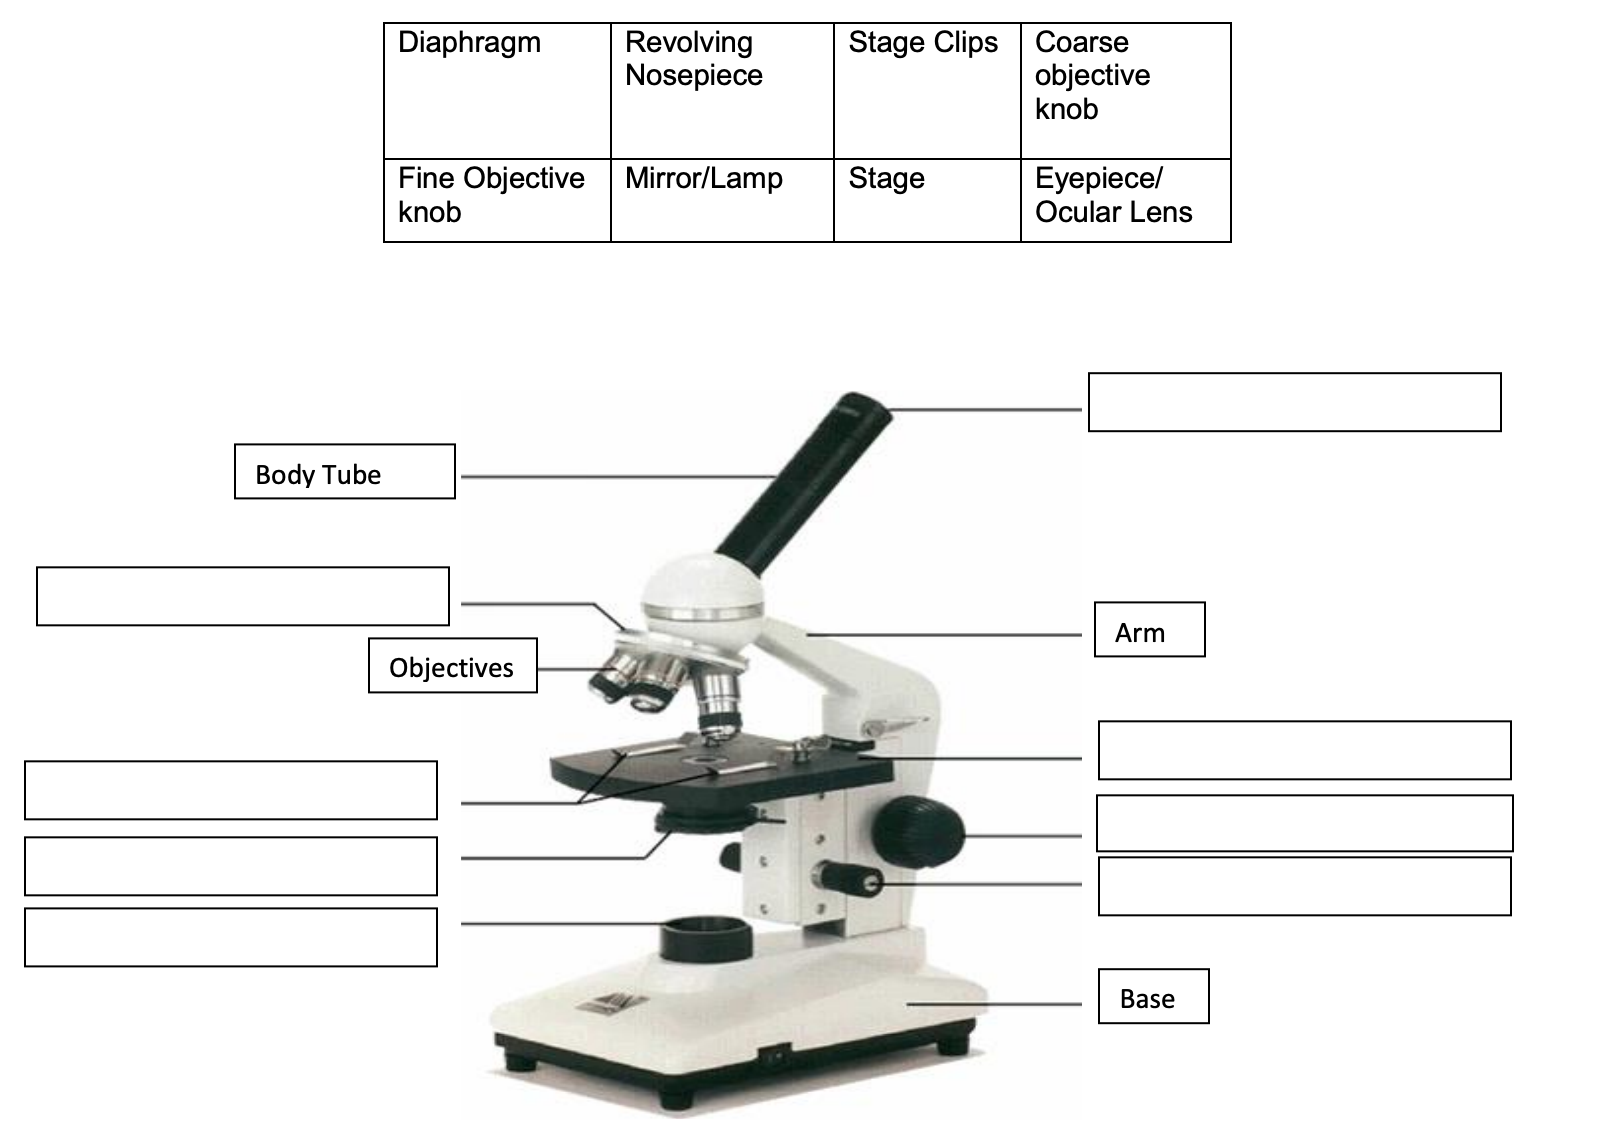 Diaphragm
Revolving
Nosepiece
Stage Clips
Coarse
objective
knob
Fine Objective
knob
Mirror/Lamp
Stage
Eyepiece/
Ocular Lens
Body Tube
Objectives
Arm
Base